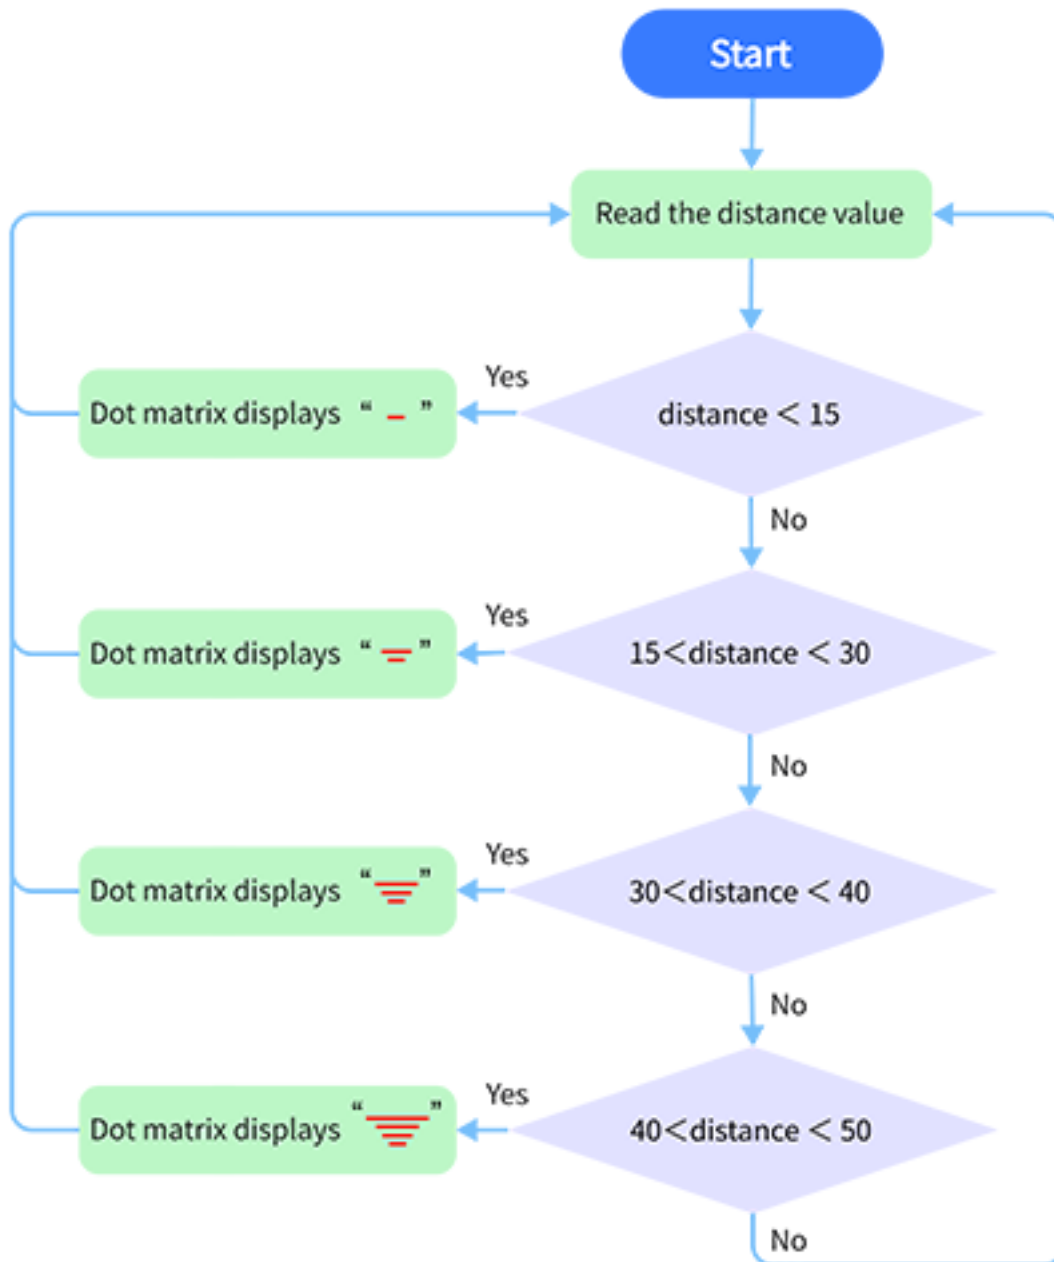 Start
Read the distance value
Yes
Dot matrix displays “ – ”
distance < 15
No
Yes
Dot matrix displays “ ”
15<distance < 30
No
Yes
Dot matrix displays “ ”
30<distance < 40
No
Yes
Dot matrix displays “ ”
40<distance < 50
No